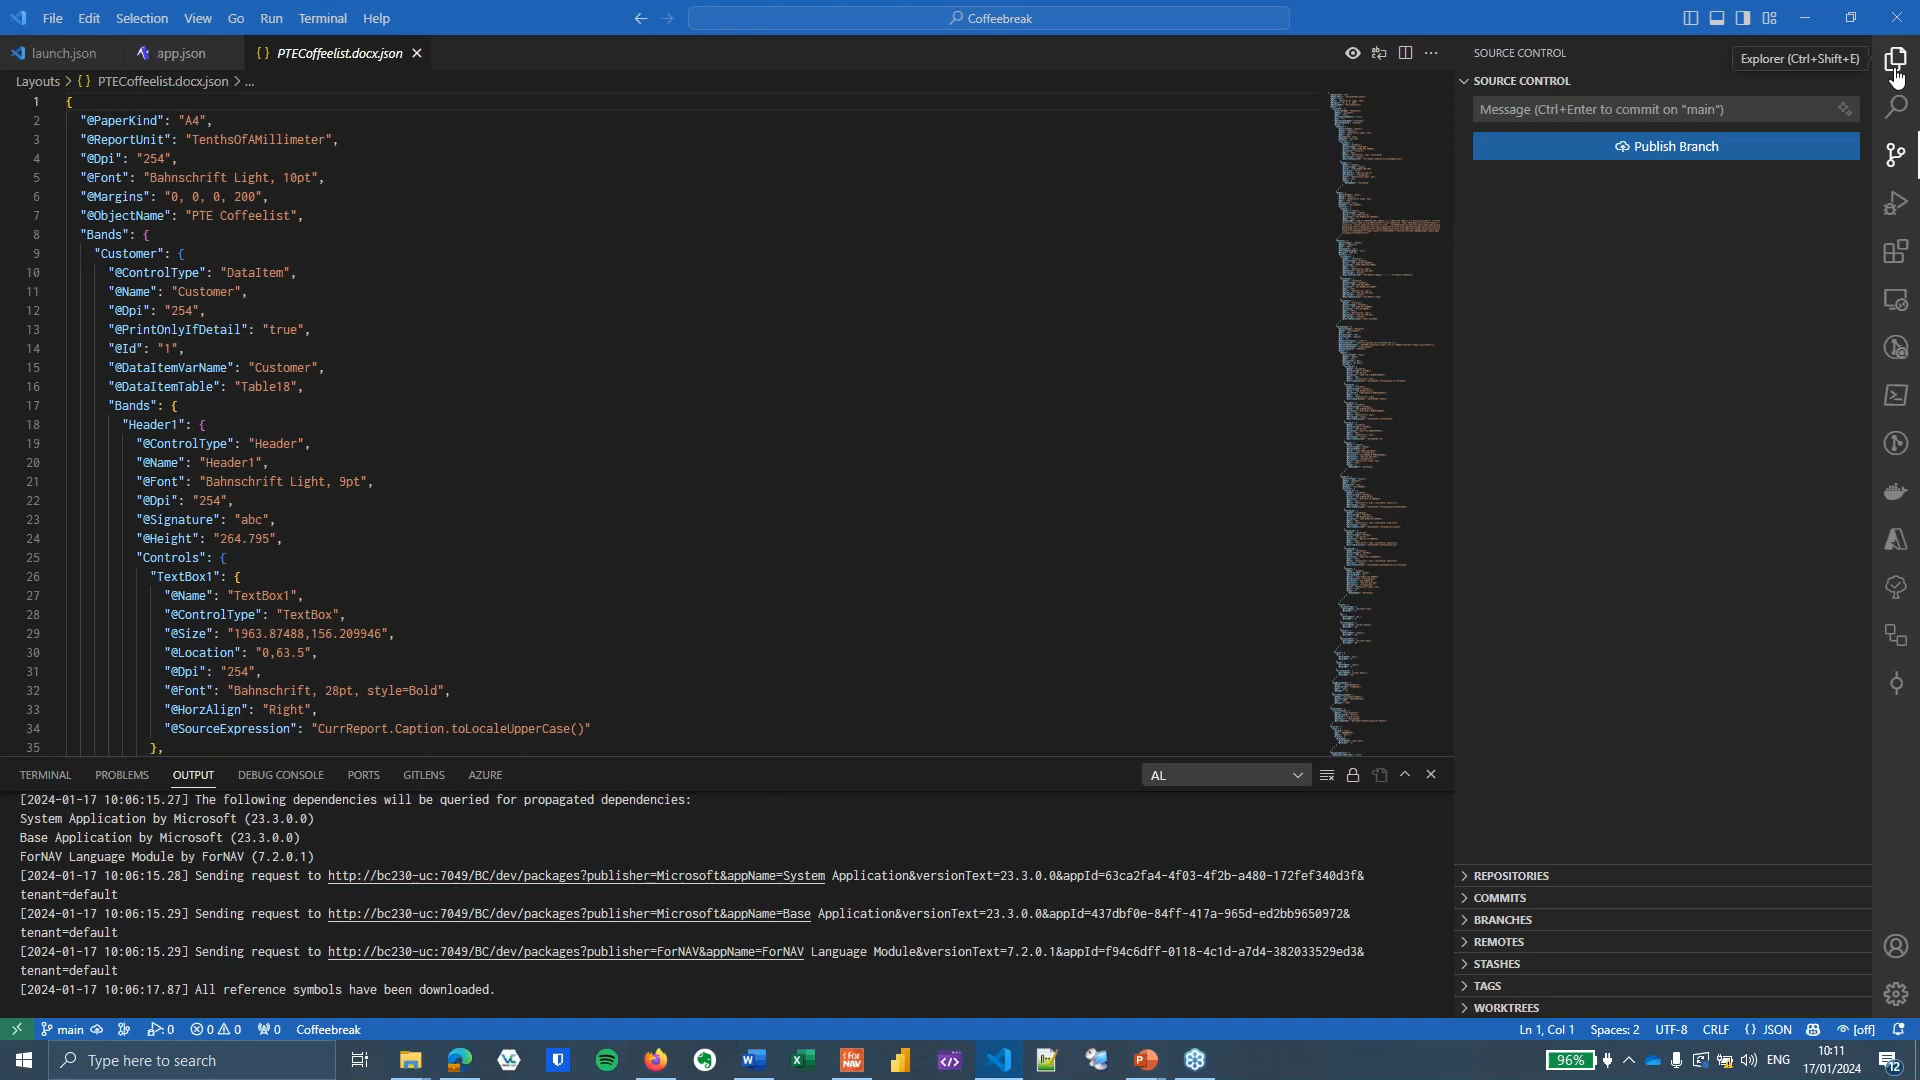 File Edit Selection View Go Run Terminal Help
Coffeebreak
launch.json
app.json
{} PTECoffeelist.docx.json
Layouts > {} PTECoffeelist.docx.json > ...
1 {
2 "@PaperKind": "A4",
3 "@ReportUnit": "TenthsOfAMillimeter",
4 "@Dpi": "254",
5 "@Font": "Bahnschrift Light, 10pt",
6 "@Margins": "0, 0, 0, 200",
7 "@ObjectName": "PTE Coffeelist",
8 "Bands": {
9 "Customer": {
10 "@ControlType": "DataItem",
11 "@Name": "Customer",
12 "@Dpi": "254",
13 "@PrintOnlyIfDetail": "true",
14 "@Id": "1",
15 "@DataItemVarName": "Customer",
16 "@DataItemTable": "Table18",
17 "Bands": {
18 "Header1": {
19 "@ControlType": "Header",
20 "@Name": "Header1",
21 "@Font": "Bahnschrift Light, 9pt",
22 "@Dpi": "254",
23 "@Signature": "abc",
24 "@Height": "264.795",
25 "Controls": {
26 "TextBox1": {
27 "@Name": "TextBox1",
28 "@ControlType": "TextBox",
29 "@Size": "1963.87488,156.209946",
30 "@Location": "0,63.5",
31 "@Dpi": "254",
32 "@Font": "Bahnschrift, 28pt, style=Bold",
33 "@HorzAlign": "Right",
34 "@SourceExpression": "CurrReport.Caption.toLocaleUpperCase()"
35 },
SOURCE CONTROL
Explorer (Ctrl+Shift+E)
SOURCE CONTROL
Message (Ctrl+Enter to commit on "main")
Publish Branch
REPOSITORIES
COMMITS
BRANCHES
REMOTES
STASHES
TAGS
WORKTREES
TERMINAL PROBLEMS OUTPUT DEBUG CONSOLE PORTS GITLENS AZURE
AL
[2024-01-17 10:06:15.27] The following dependencies will be queried for propagated dependencies:
System Application by Microsoft (23.3.0.0)
Base Application by Microsoft (23.3.0.0)
ForNAV Language Module by ForNAV (7.2.0.1)
[2024-01-17 10:06:15.28] Sending request to http://bc230-uc:7049/BC/dev/packages?publisher=Microsoft&appName=System Application&versionText=23.3.0.0&appId=63ca2fa4-4f03-4f2b-a480-172fef340d3f&
tenant=default
[2024-01-17 10:06:15.29] Sending request to http://bc230-uc:7049/BC/dev/packages?publisher=Microsoft&appName=Base Application&versionText=23.3.0.0&appId=437dbf0e-84ff-417a-965d-ed2bb9650972&
tenant=default
[2024-01-17 10:06:15.29] Sending request to http://bc230-uc:7049/BC/dev/packages?publisher=ForNAV&appName=ForNAV Language Module&versionText=7.2.0.1&appId=f94c6dff-0118-4c1d-a7d4-382033529ed3&
tenant=default
[2024-01-17 10:06:17.87] All reference symbols have been downloaded.
main 0 0 0 0 Coffeebreak
Ln 1, Col 1 Spaces: 2 UTF-8 CRLF {} JSON [off]
Type here to search
96% ENG
10:11
17/01/2024
12